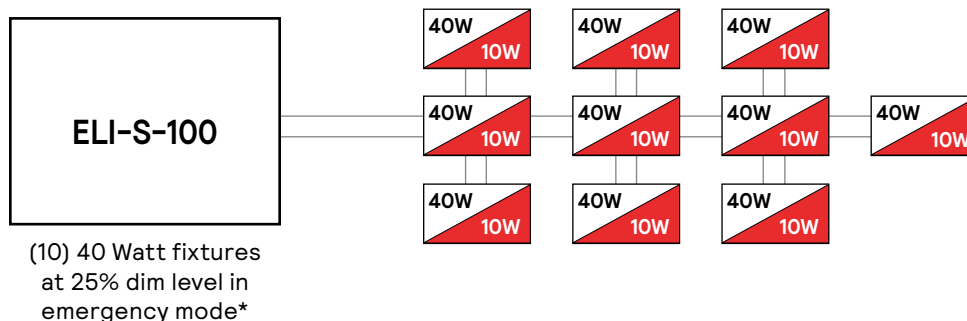 40W 40W 40W
10W 10W 10W
ELI-S-100
40W 40W 40W 40W
10W 10W 10W 10W
40W 40W 40W
10W 10W 10W
(10) 40 Watt fixtures
at 25% dim level in
emergency mode*